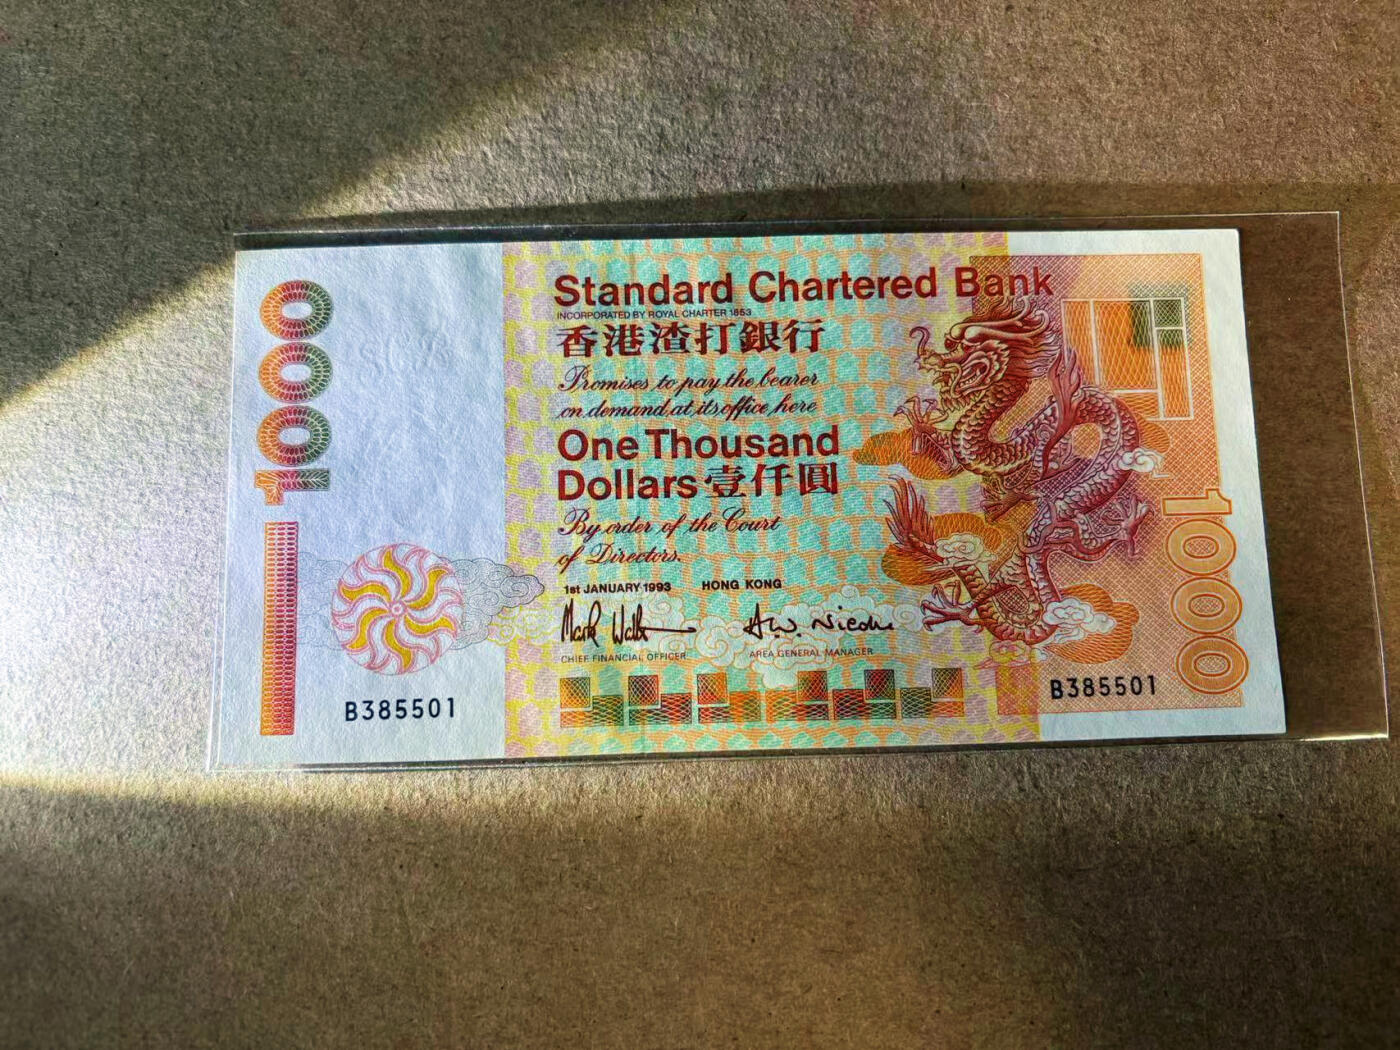 1000
Standard Chartered Bank
INCORPORATED BY ROYAL CHARTER 1853
香港渣打銀行
Promises to pay the bearer
on demand at its office here
One Thousand
Dollars 壹仟圓
By order of the Court
of Directors.
1st JANUARY 1993 HONG KONG
CHIEF FINANCIAL OFFICER
AREA GENERAL MANAGER
B385501
B385501
1000